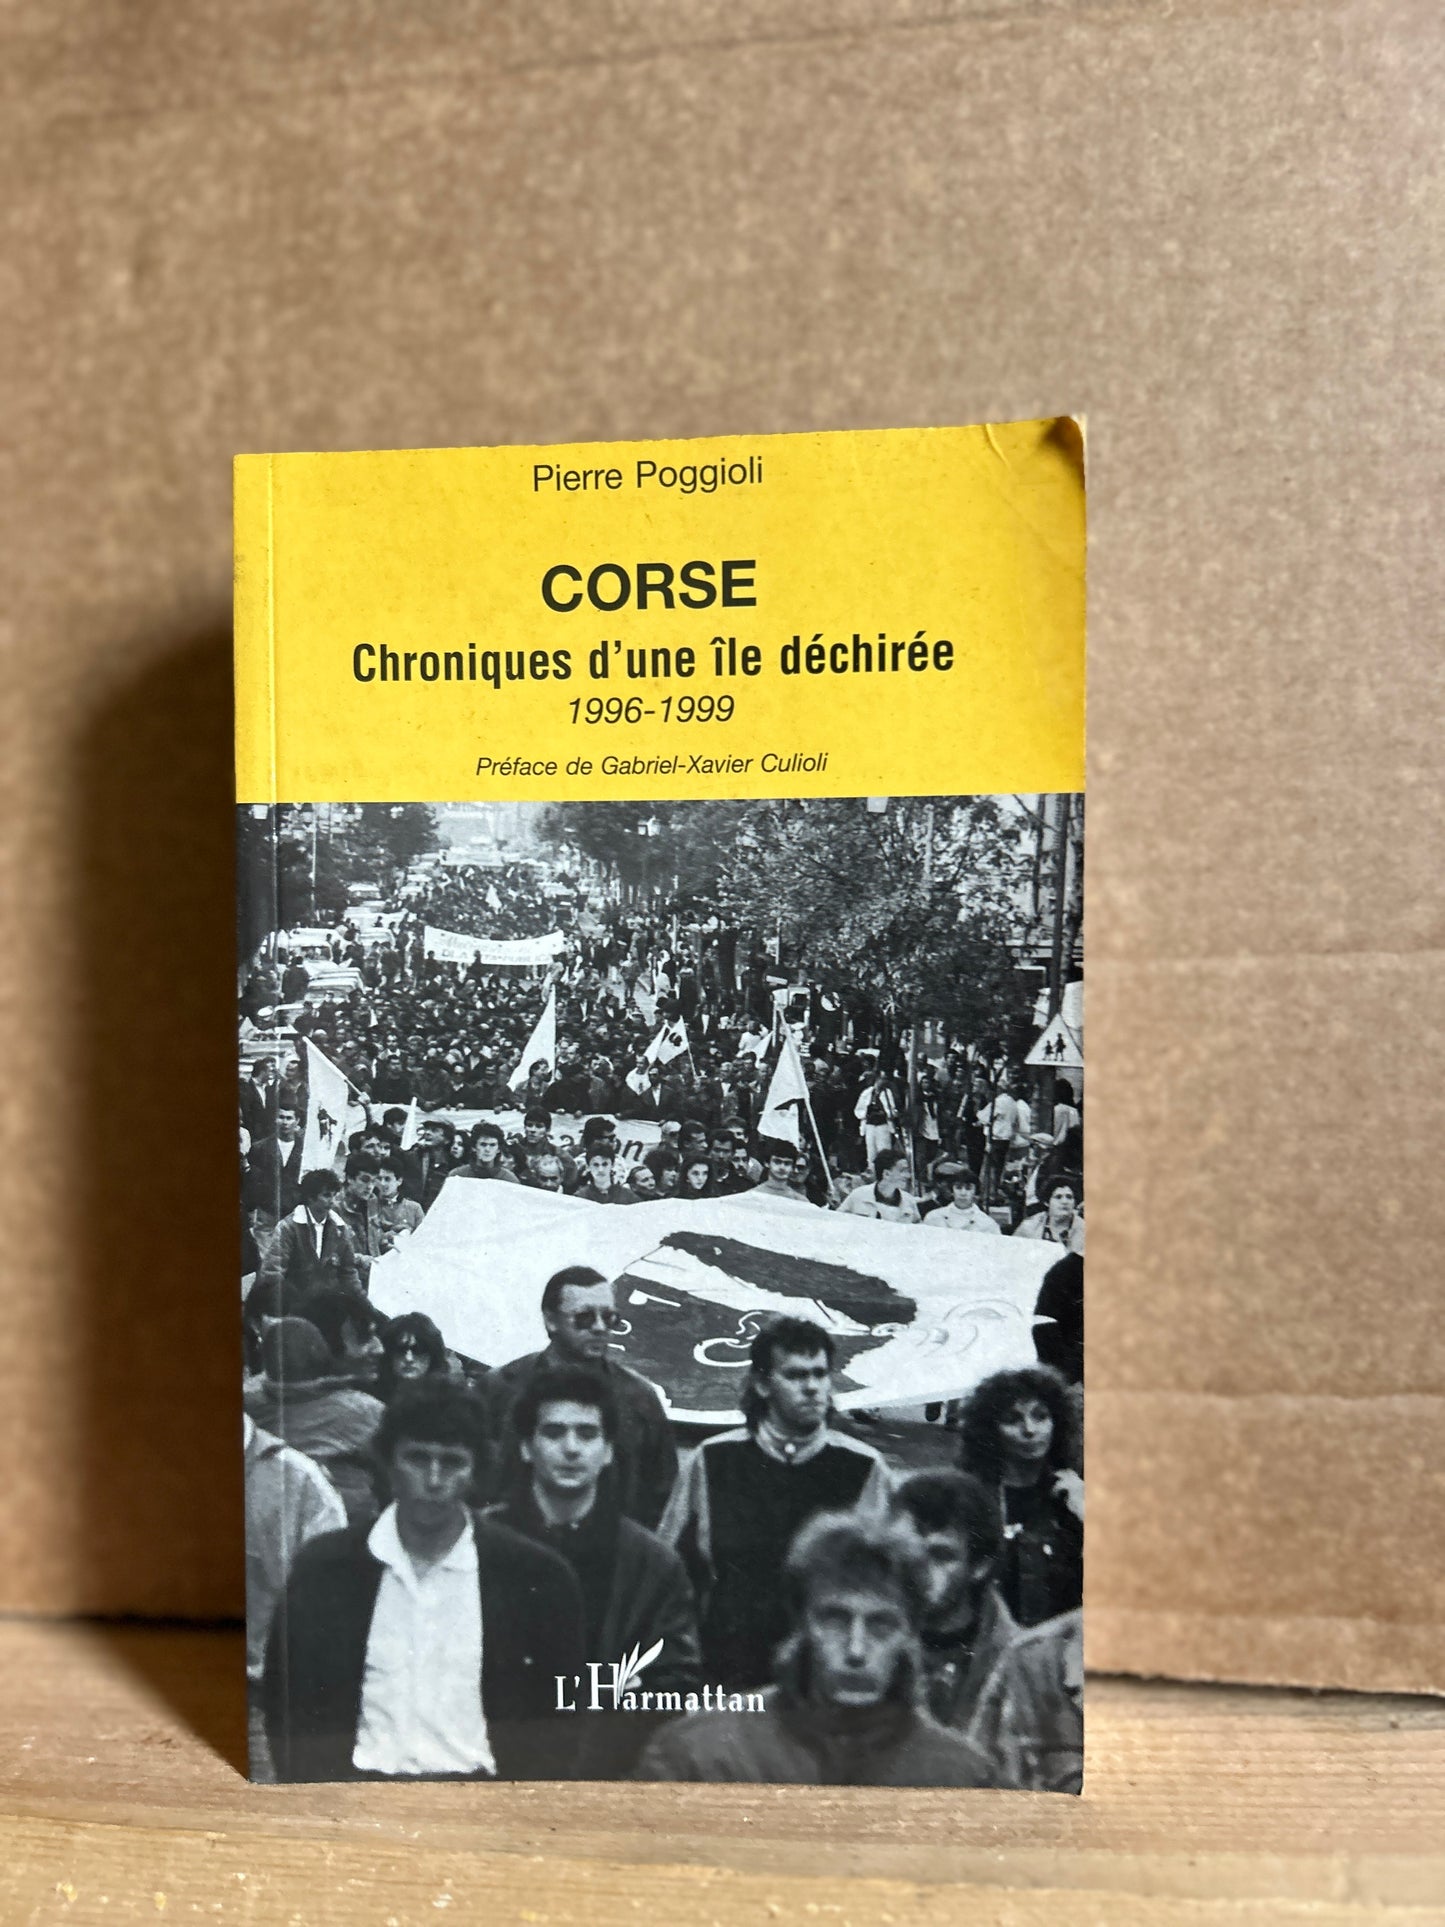 Pierre Poggioli
CORSE
Chroniques d'une île déchirée
1996-1999
Préface de Gabriel-Xavier Culioli
L'Harmattan